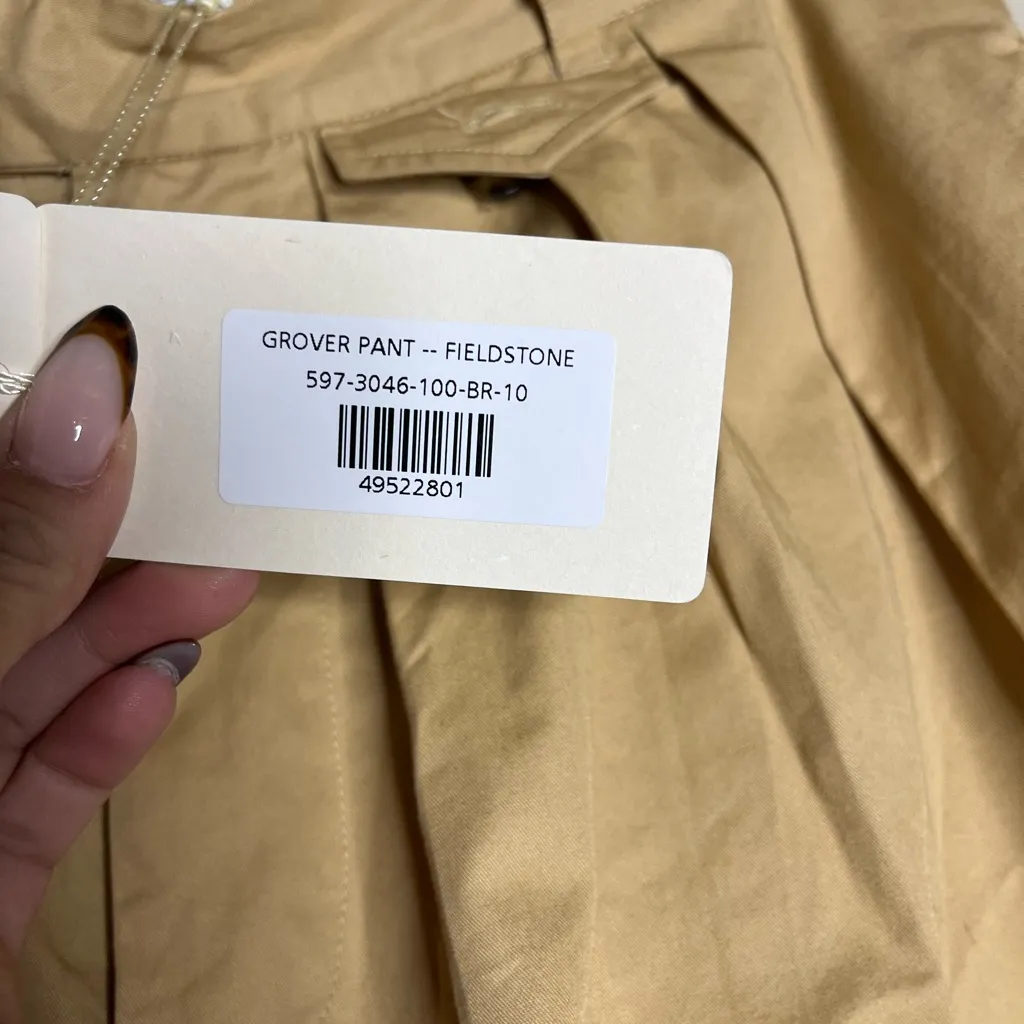 GROVER PANT -- FIELDSTONE
597-3046-100-BR-10
49522801